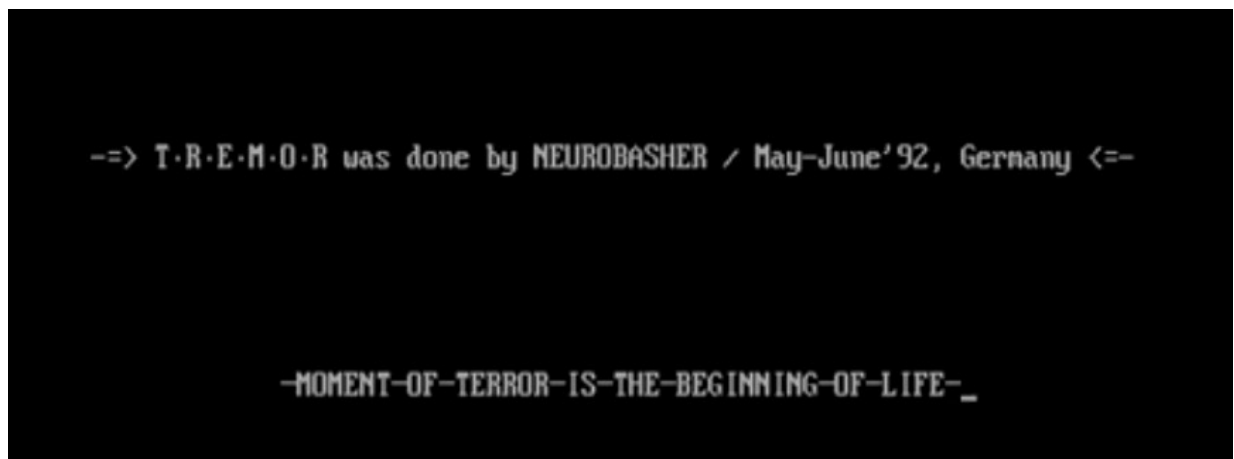 -=> T·R·E·M·O·R was done by NEUROBASHER / May-June'92, Germany <=-
-MOMENT-OF-TERROR-IS-THE-BEGINNING-OF-LIFE-_